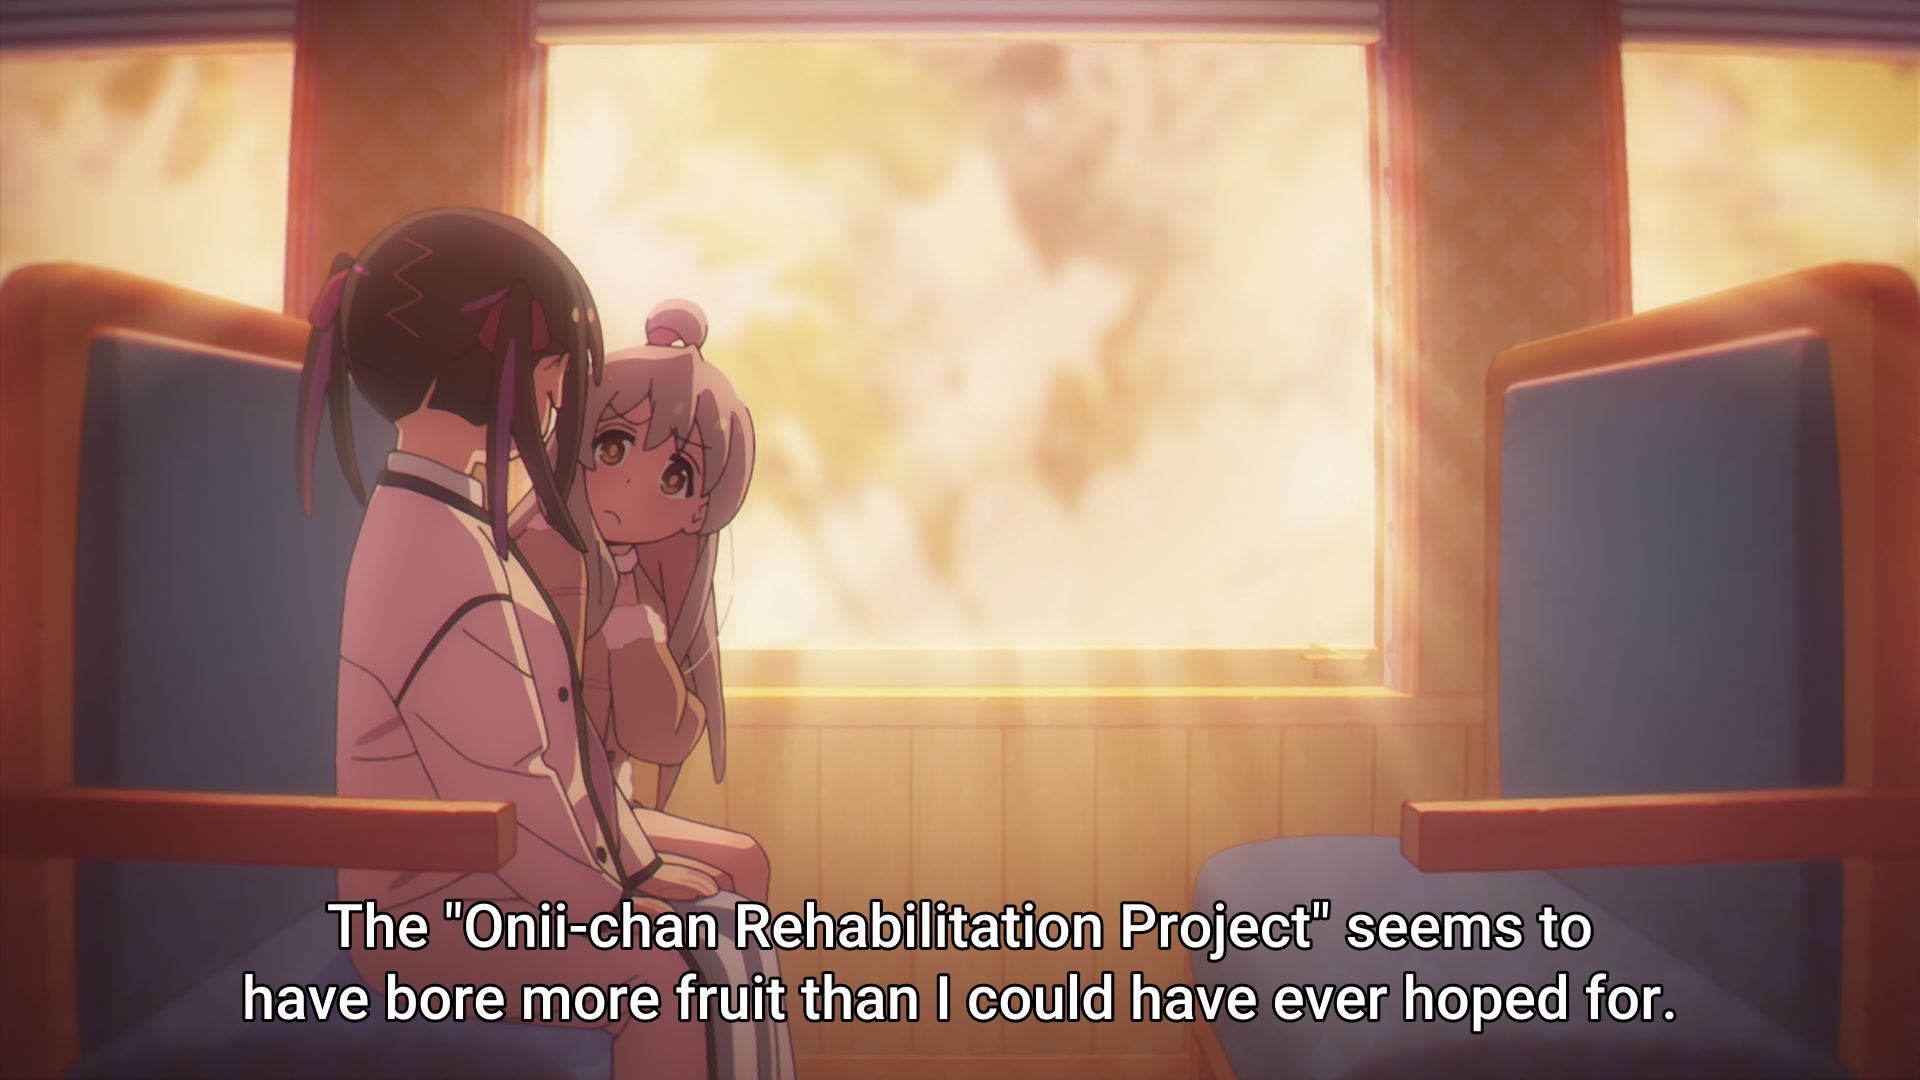 The "Onii-chan Rehabilitation Project" seems to
have bore more fruit than I could have ever hoped for.